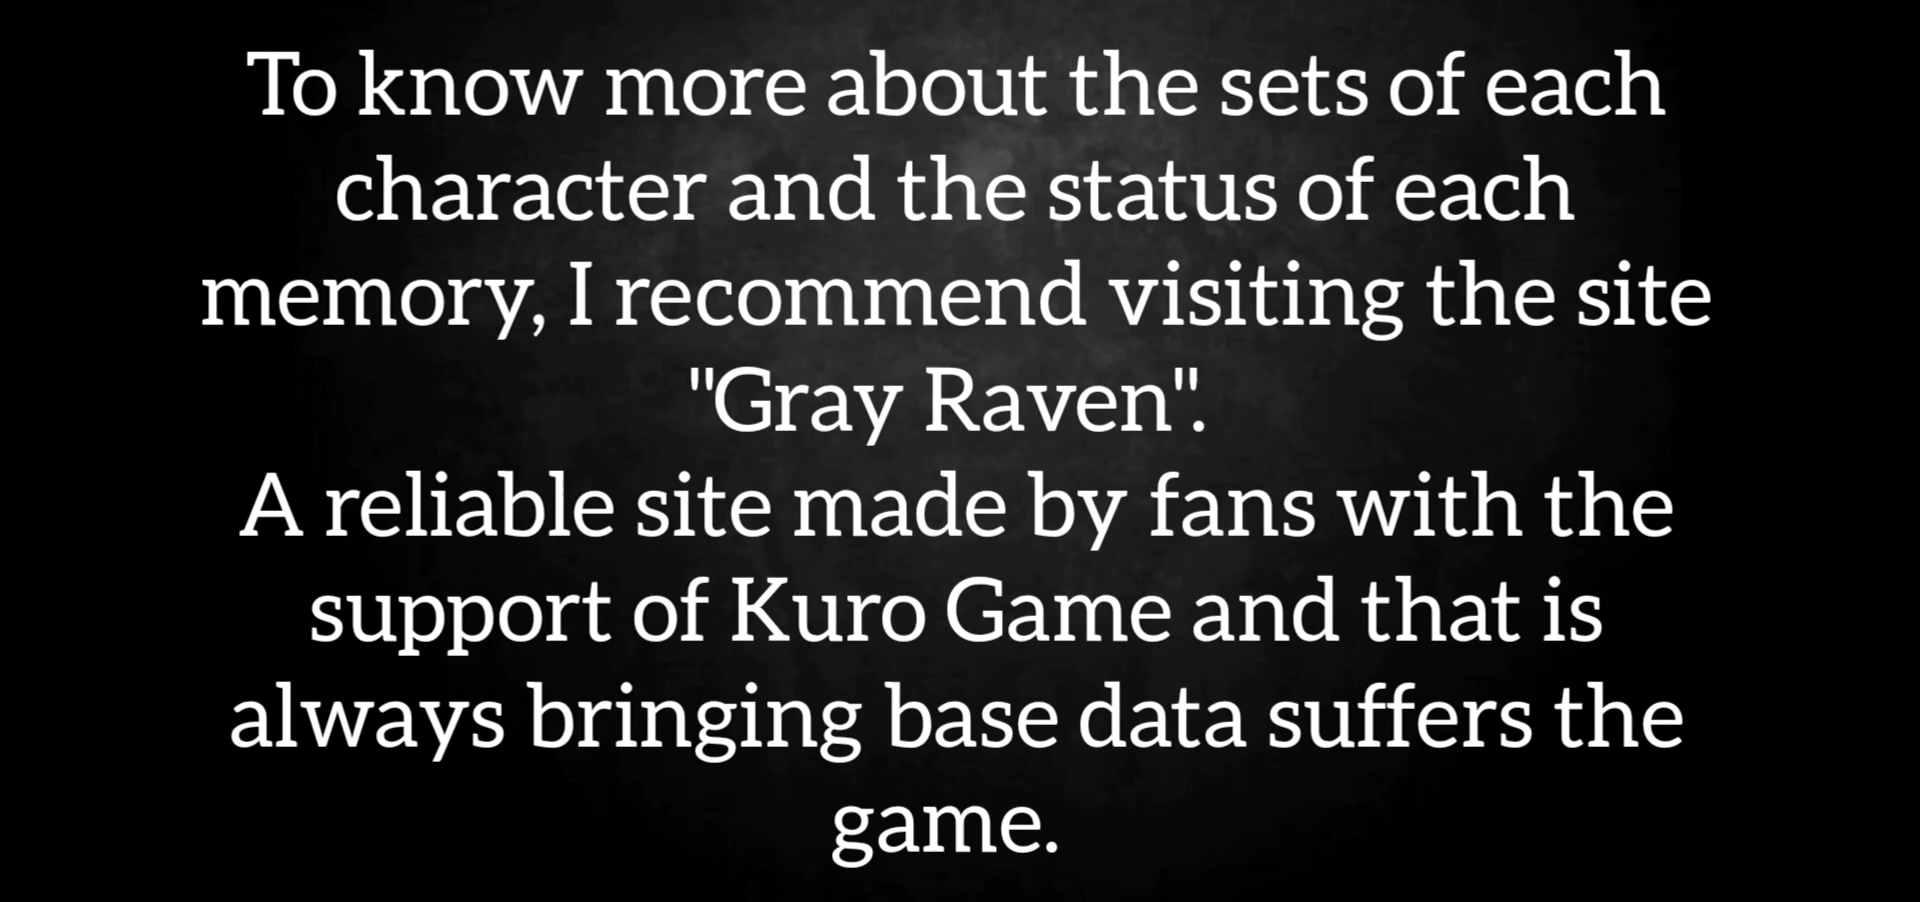 To know more about the sets of each
character and the status of each
memory, I recommend visiting the site
"Gray Raven".
A reliable site made by fans with the
support of Kuro Game and that is
always bringing base data suffers the
game.